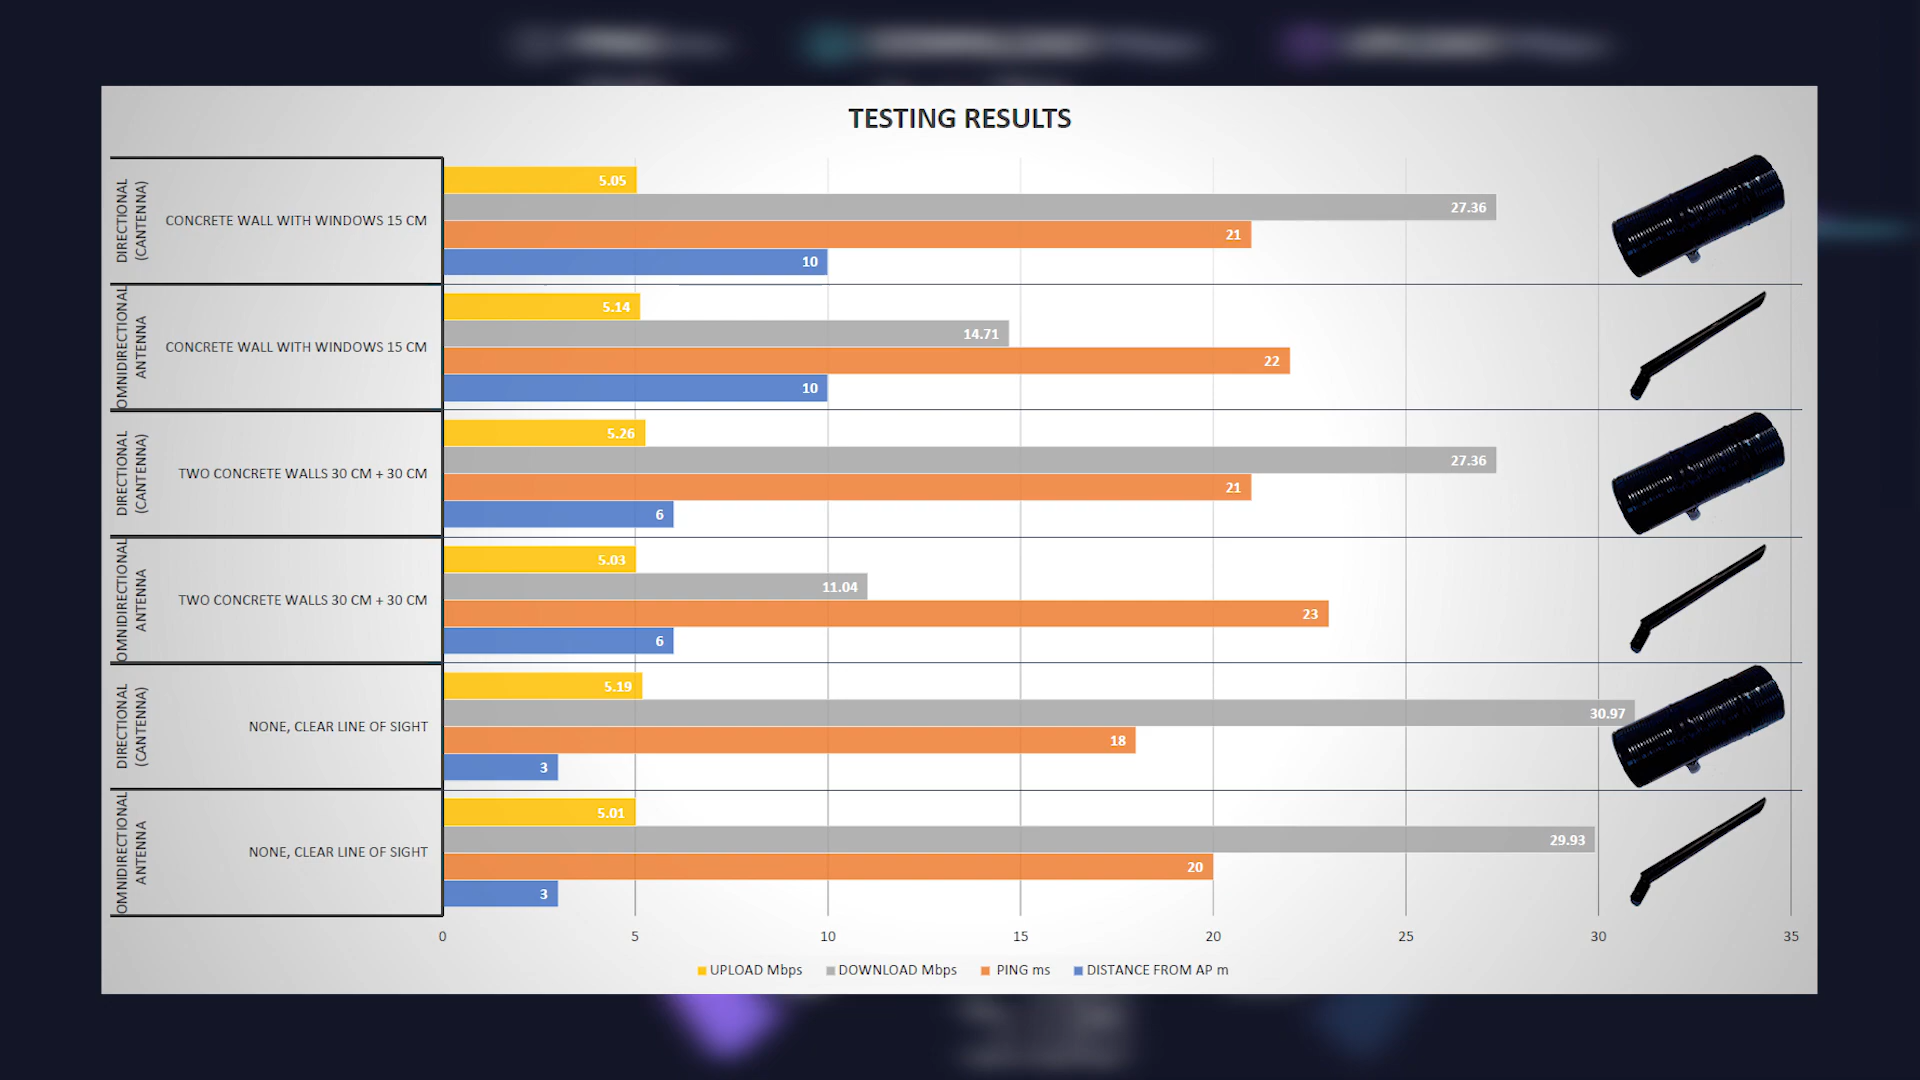 TESTING RESULTS
DIRECTIONAL
(CANTENNA)
CONCRETE WALL WITH WINDOWS 15 CM
5.05
27.36
21
10
OMNIDIRECTIONAL
ANTENNA
CONCRETE WALL WITH WINDOWS 15 CM
5.14
14.71
22
10
DIRECTIONAL
(CANTENNA)
TWO CONCRETE WALLS 30 CM + 30 CM
5.26
27.36
21
6
OMNIDIRECTIONAL
ANTENNA
TWO CONCRETE WALLS 30 CM + 30 CM
5.03
11.04
23
6
DIRECTIONAL
(CANTENNA)
NONE, CLEAR LINE OF SIGHT
5.19
30.97
18
3
OMNIDIRECTIONAL
ANTENNA
NONE, CLEAR LINE OF SIGHT
5.01
29.93
20
3
0 5 10 15 20 25 30 35
UPLOAD Mbps DOWNLOAD Mbps PING ms DISTANCE FROM AP m